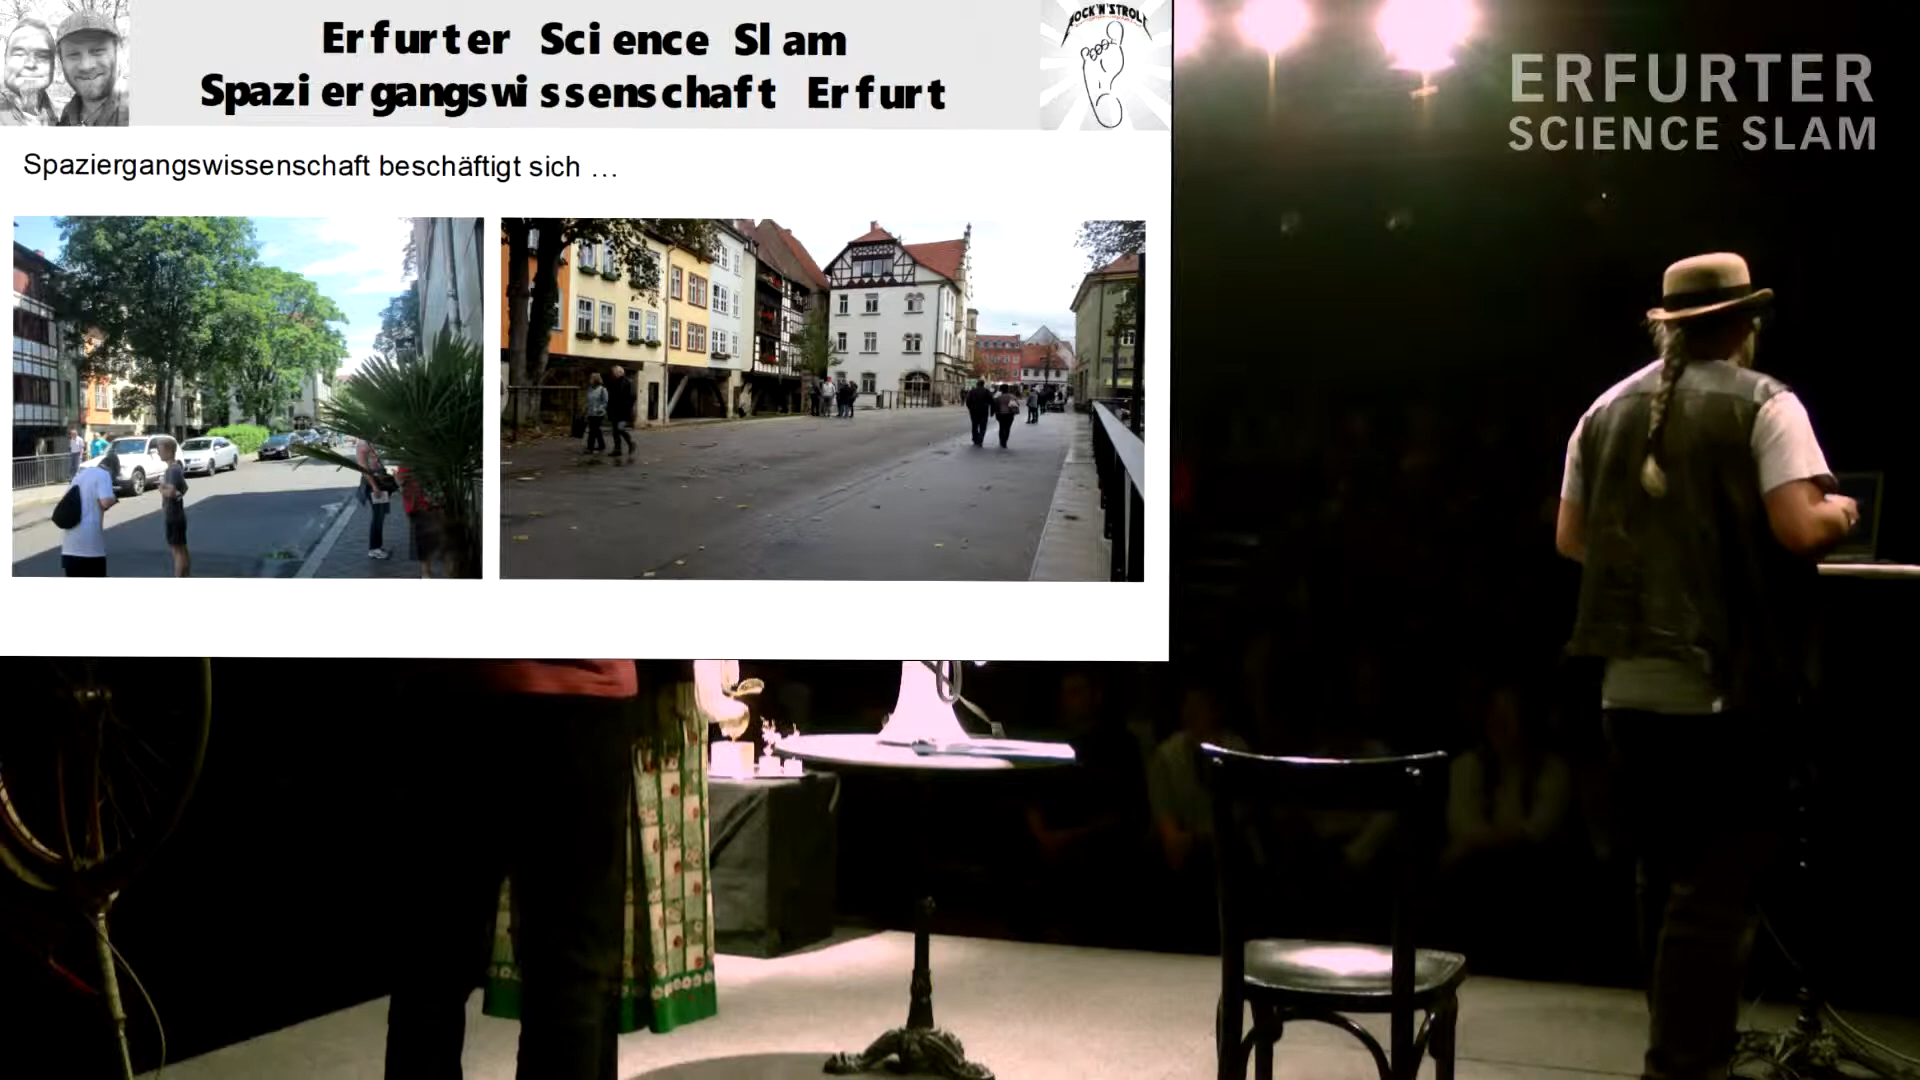 Erfurter Science Slam
Spaziergangswissenschaft Erfurt
ROCK'N'STROLL
Spaziergangswissenschaft beschäftigt sich …
ERFURTER
SCIENCE SLAM